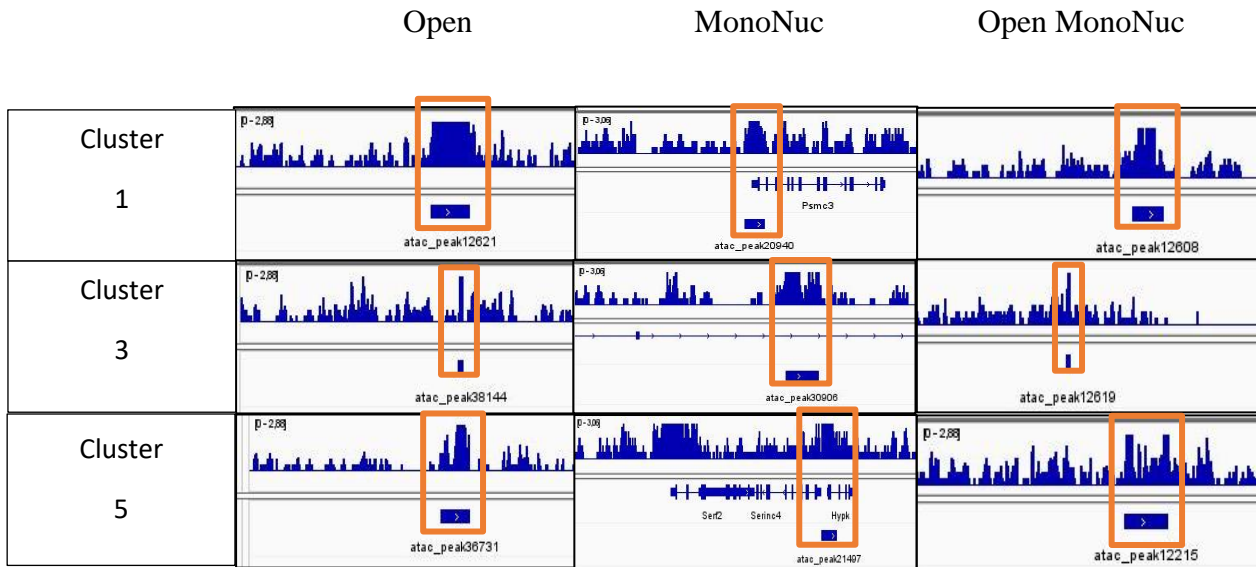 Open MonoNuc Open MonoNuc
Cluster
1
[0 - 2,88]
atac_peak12621
[0 - 3,06]
Psmc3
atac_peak20940
atac_peak12608
Cluster
3
[0 - 2,88]
atac_peak38144
[0 - 3,06]
atac_peak30906
atac_peak12619
Cluster
5
[0 - 2,88]
atac_peak36731
[0 - 3,06]
Serf2 Serinc4 Hypk
atac_peak21497
[0 - 2,88]
atac_peak12215